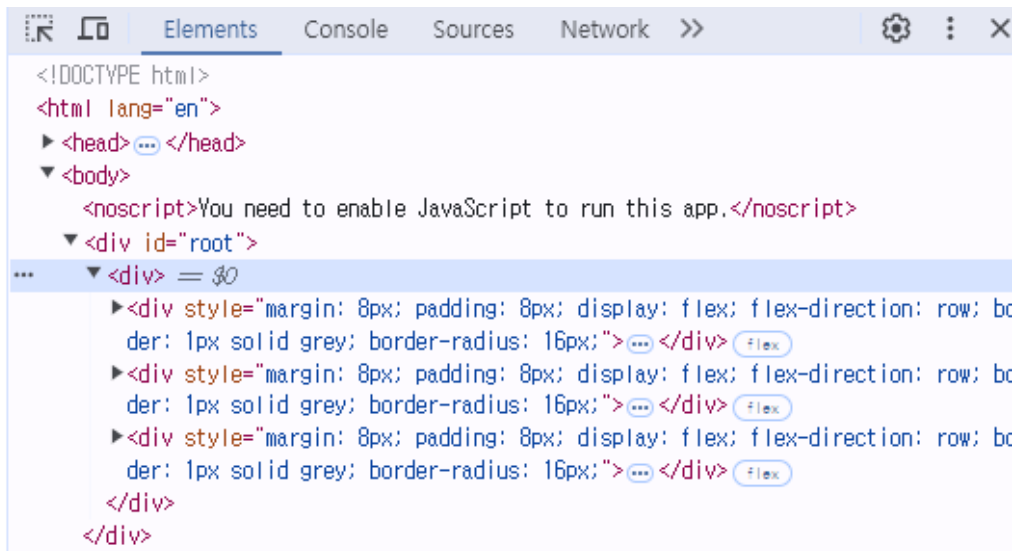 Elements Console Sources Network
<!DOCTYPE html>
<html lang="en">
<head> … </head>
<body>
<noscript>You need to enable JavaScript to run this app.</noscript>
<div id="root">
… <div> == $0
<div style="margin: 8px; padding: 8px; display: flex; flex-direction: row; bo
der: 1px solid grey; border-radius: 16px;"> … </div> flex
<div style="margin: 8px; padding: 8px; display: flex; flex-direction: row; bo
der: 1px solid grey; border-radius: 16px;"> … </div> flex
<div style="margin: 8px; padding: 8px; display: flex; flex-direction: row; bo
der: 1px solid grey; border-radius: 16px;"> … </div> flex
</div>
</div>